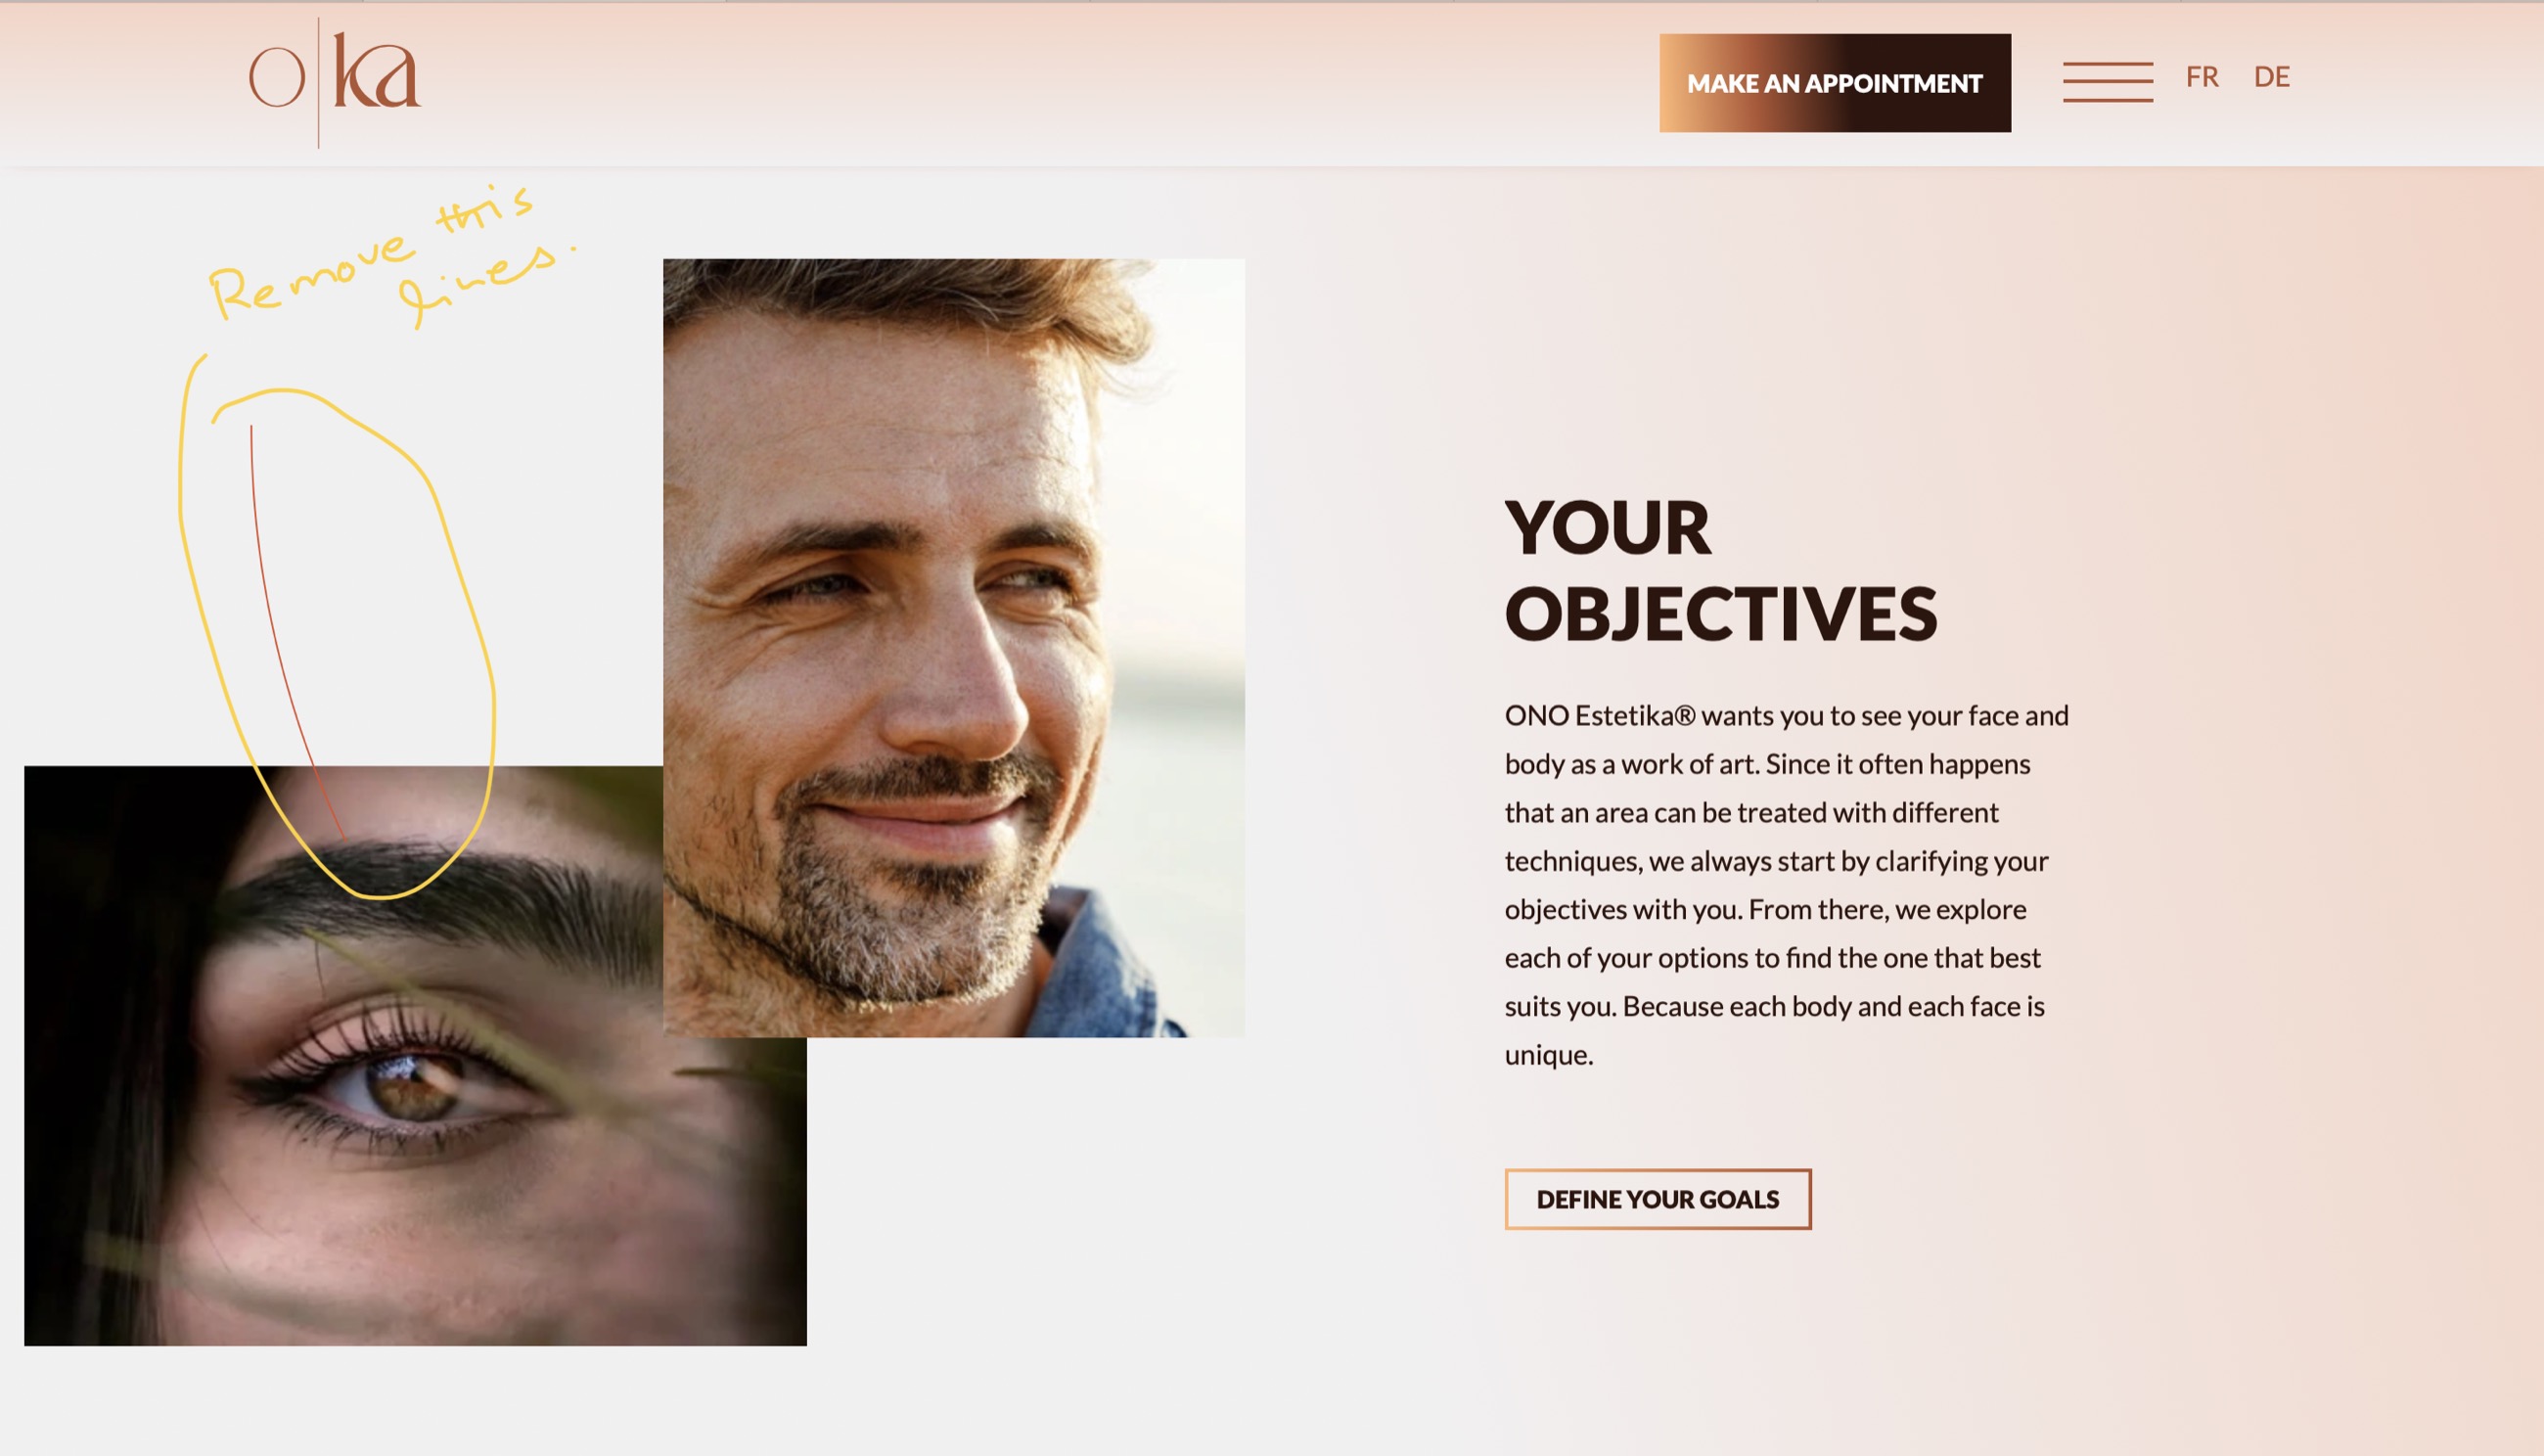 o|ka
MAKE AN APPOINTMENT
FR DE
Remove this
lines.
YOUR
OBJECTIVES
ONO Estetika® wants you to see your face and
body as a work of art. Since it often happens
that an area can be treated with different
techniques, we always start by clarifying your
objectives with you. From there, we explore
each of your options to find the one that best
suits you. Because each body and each face is
unique.
DEFINE YOUR GOALS